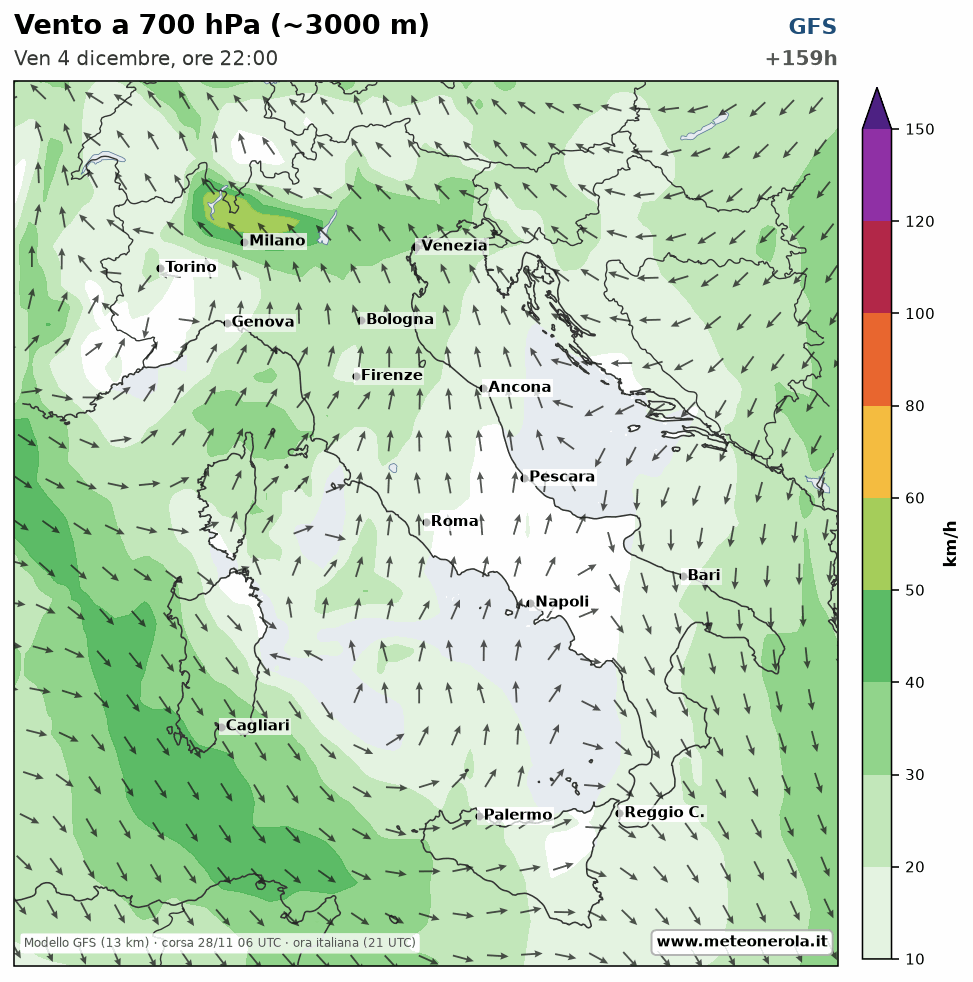 Vento a 700 hPa (~3000 m)
GFS
Ven 4 dicembre, ore 22:00
+159h
Milano
Venezia
Torino
Genova
Bologna
Firenze
Ancona
Pescara
Roma
Bari
Napoli
Cagliari
Palermo
Reggio C.
150
120
100
80
60
50
40
30
20
10
km/h
Modello GFS (13 km) · corsa 28/11 06 UTC · ora italiana (21 UTC)
www.meteonerola.it